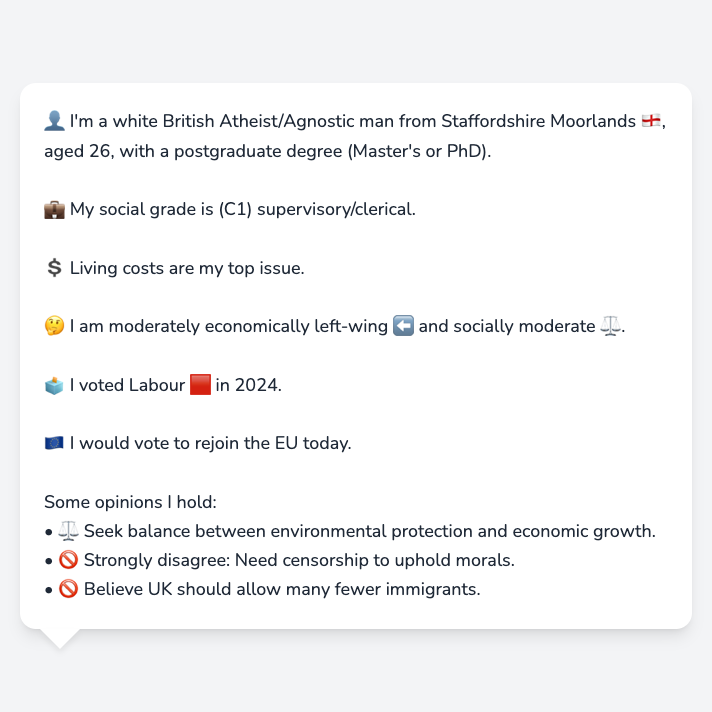 👤 I'm a white British Atheist/Agnostic man from Staffordshire Moorlands 🏴󠁧󠁢󠁥󠁮󠁧󠁿,
aged 26, with a postgraduate degree (Master's or PhD).
💼 My social grade is (C1) supervisory/clerical.
💲 Living costs are my top issue.
🤔 I am moderately economically left-wing ⬅️ and socially moderate ⚖️.
🗳️ I voted Labour 🟥 in 2024.
🇪🇺 I would vote to rejoin the EU today.
Some opinions I hold:
• ⚖️ Seek balance between environmental protection and economic growth.
• 🚫 Strongly disagree: Need censorship to uphold morals.
• 🚫 Believe UK should allow many fewer immigrants.